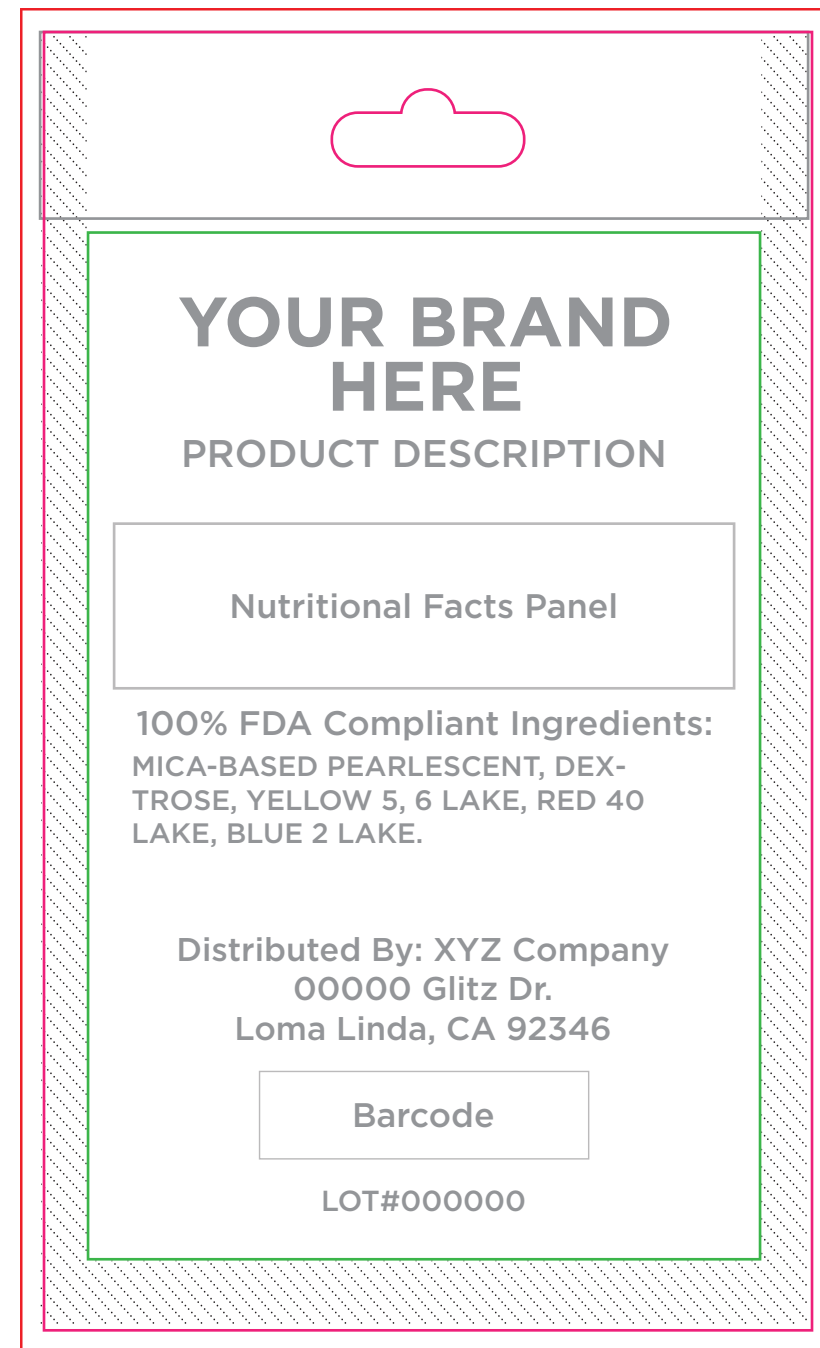 YOUR BRAND
HERE
PRODUCT DESCRIPTION
Nutritional Facts Panel
100% FDA Compliant Ingredients:
MICA-BASED PEARLESCENT, DEX-
TROSE, YELLOW 5, 6 LAKE, RED 40
LAKE, BLUE 2 LAKE.
Distributed By: XYZ Company
00000 Glitz Dr.
Loma Linda, CA 92346
Barcode
LOT#000000